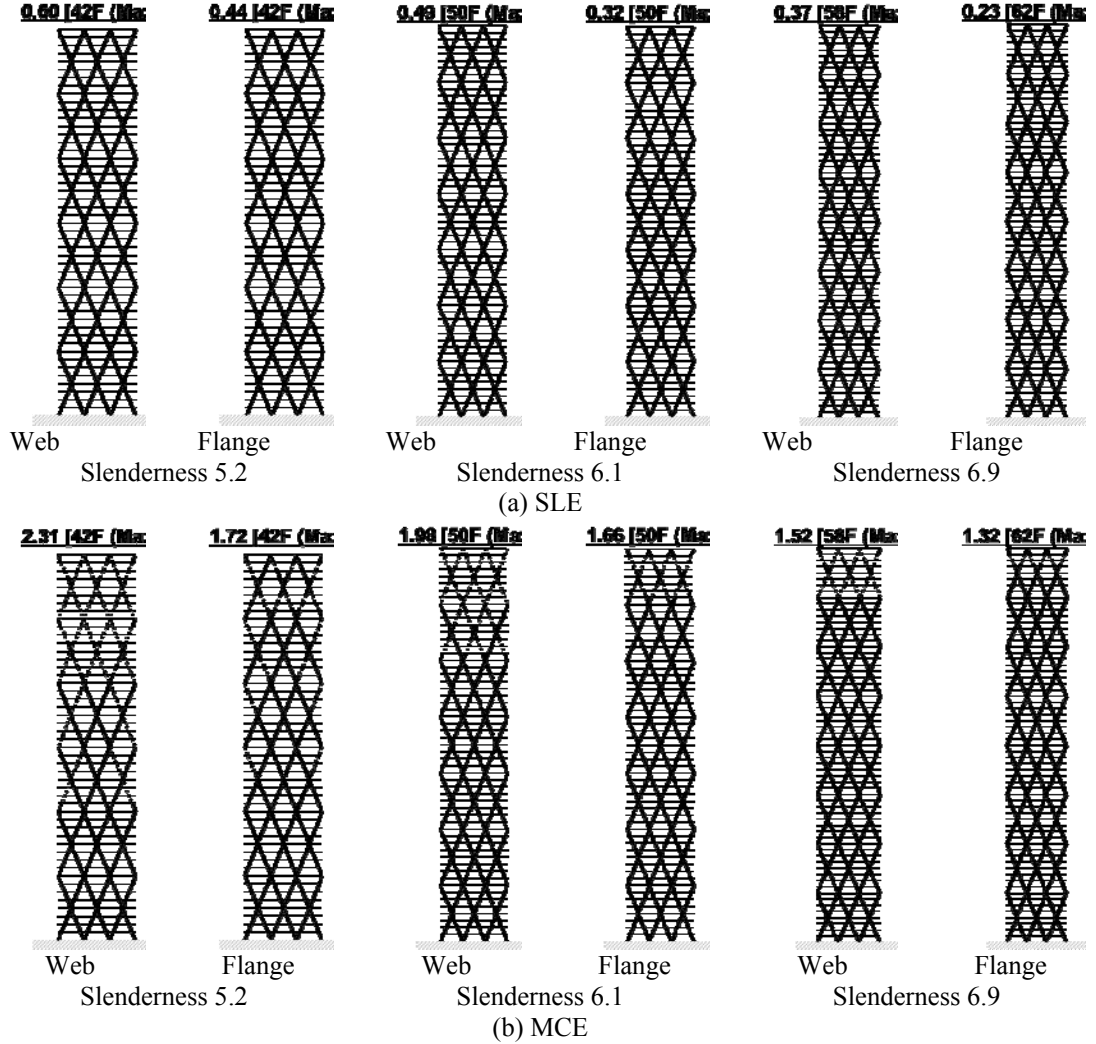 0.60 [42F (Ma: 0.44 [42F (Ma: 0.49 [50F (Ma: 0.32 [50F (Ma: 0.37 [58F (Ma: 0.23 [62F (Ma:
Web Flange Web Flange Web Flange
Slenderness 5.2 Slenderness 6.1 Slenderness 6.9
(a) SLE
2.31 [42F (Ma: 1.72 [42F (Ma: 1.98 [50F (Ma: 1.66 [50F (Ma: 1.52 [58F (Ma: 1.32 [62F (Ma:
Web Flange Web Flange Web Flange
Slenderness 5.2 Slenderness 6.1 Slenderness 6.9
(b) MCE